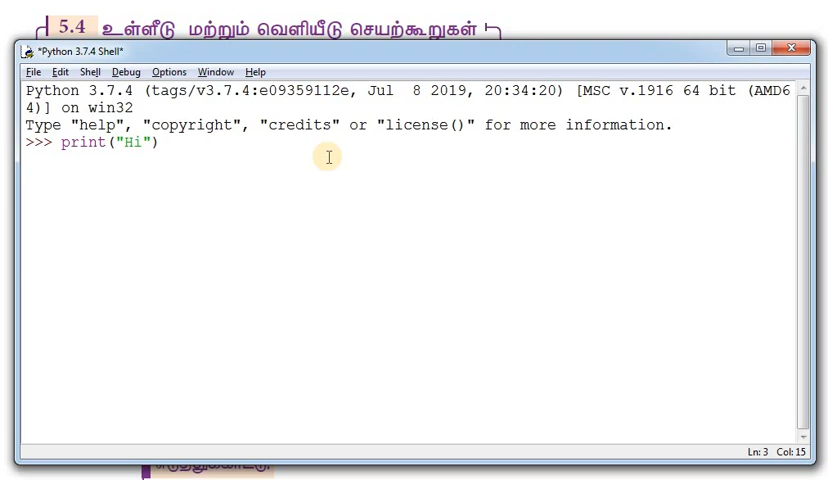 5.4 உள்ளீடு மற்றும் வெளியீடு செயற்கூறுகள்
*Python 3.7.4 Shell*
File Edit Shell Debug Options Window Help
Python 3.7.4 (tags/v3.7.4:e09359112e, Jul  8 2019, 20:34:20) [MSC v.1916 64 bit (AMD6
4)] on win32
Type "help", "copyright", "credits" or "license()" for more information.
>>> print("Hi")
Ln: 3 Col: 15